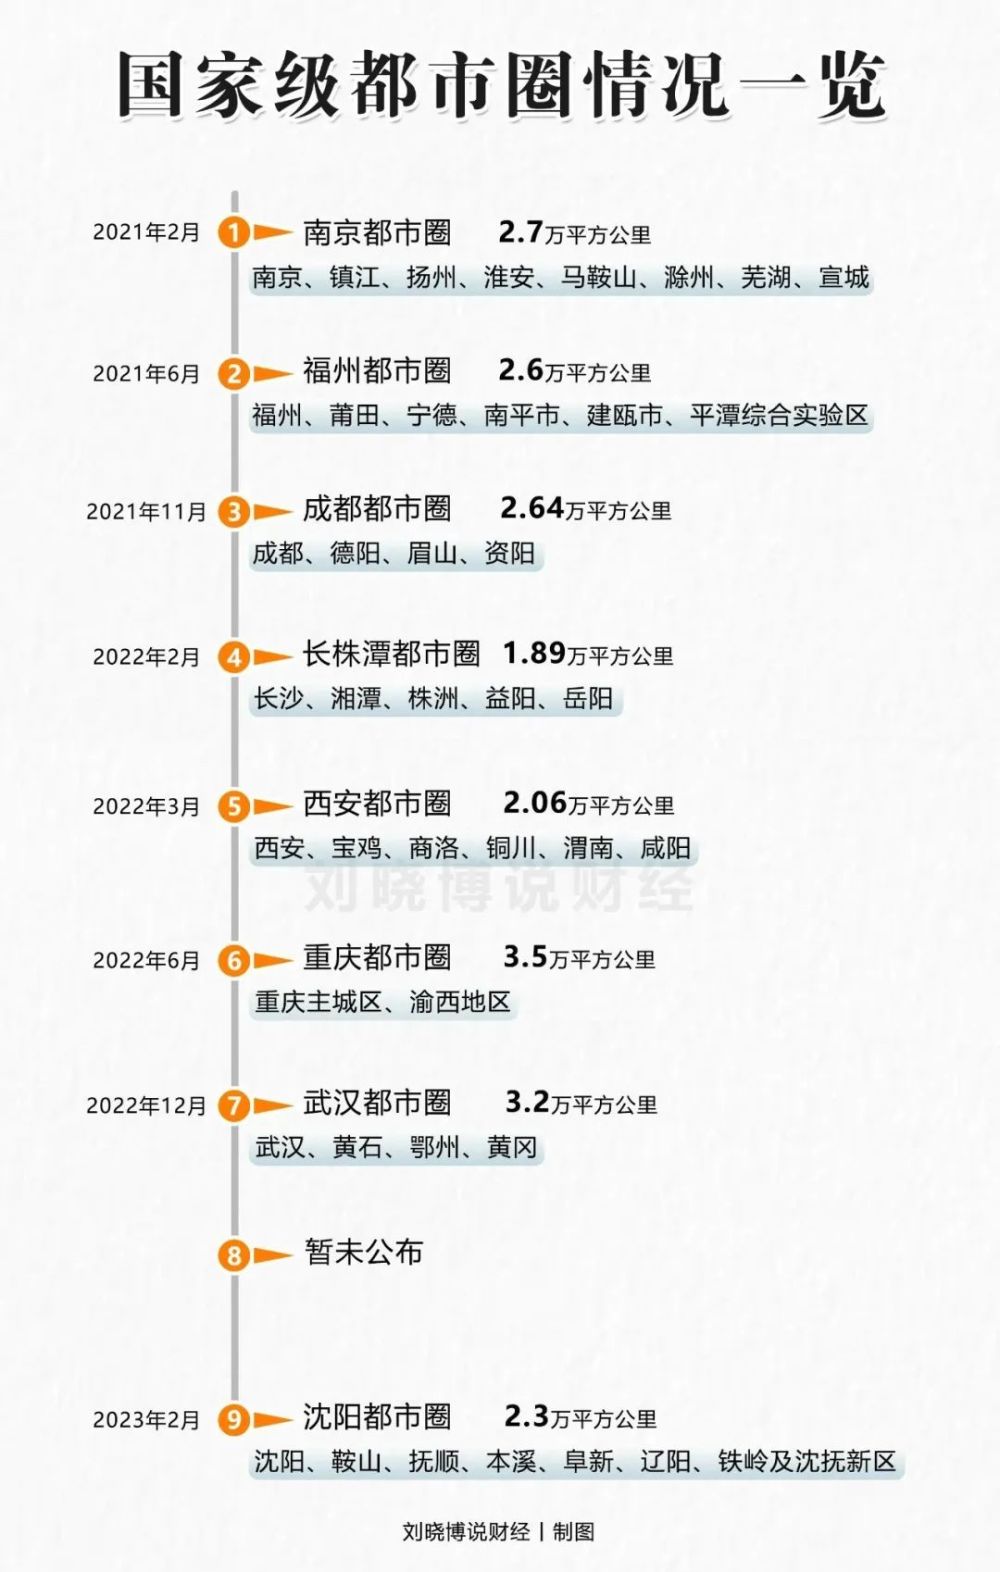 国家级都市圈情况一览
2021年2月 1 南京都市圈 2.7万平方公里
南京、镇江、扬州、淮安、马鞍山、滁州、芜湖、宣城
2021年6月 2 福州都市圈 2.6万平方公里
福州、莆田、宁德、南平市、建瓯市、平潭综合实验区
2021年11月 3 成都都市圈 2.64万平方公里
成都、德阳、眉山、资阳
2022年2月 4 长株潭都市圈 1.89万平方公里
长沙、湘潭、株洲、益阳、岳阳
2022年3月 5 西安都市圈 2.06万平方公里
西安、宝鸡、商洛、铜川、渭南、咸阳
刘晓博说财经
2022年6月 6 重庆都市圈 3.5万平方公里
重庆主城区、渝西地区
2022年12月 7 武汉都市圈 3.2万平方公里
武汉、黄石、鄂州、黄冈
8 暂未公布
2023年2月 9 沈阳都市圈 2.3万平方公里
沈阳、鞍山、抚顺、本溪、阜新、辽阳、铁岭及沈抚新区
刘晓博说财经丨制图